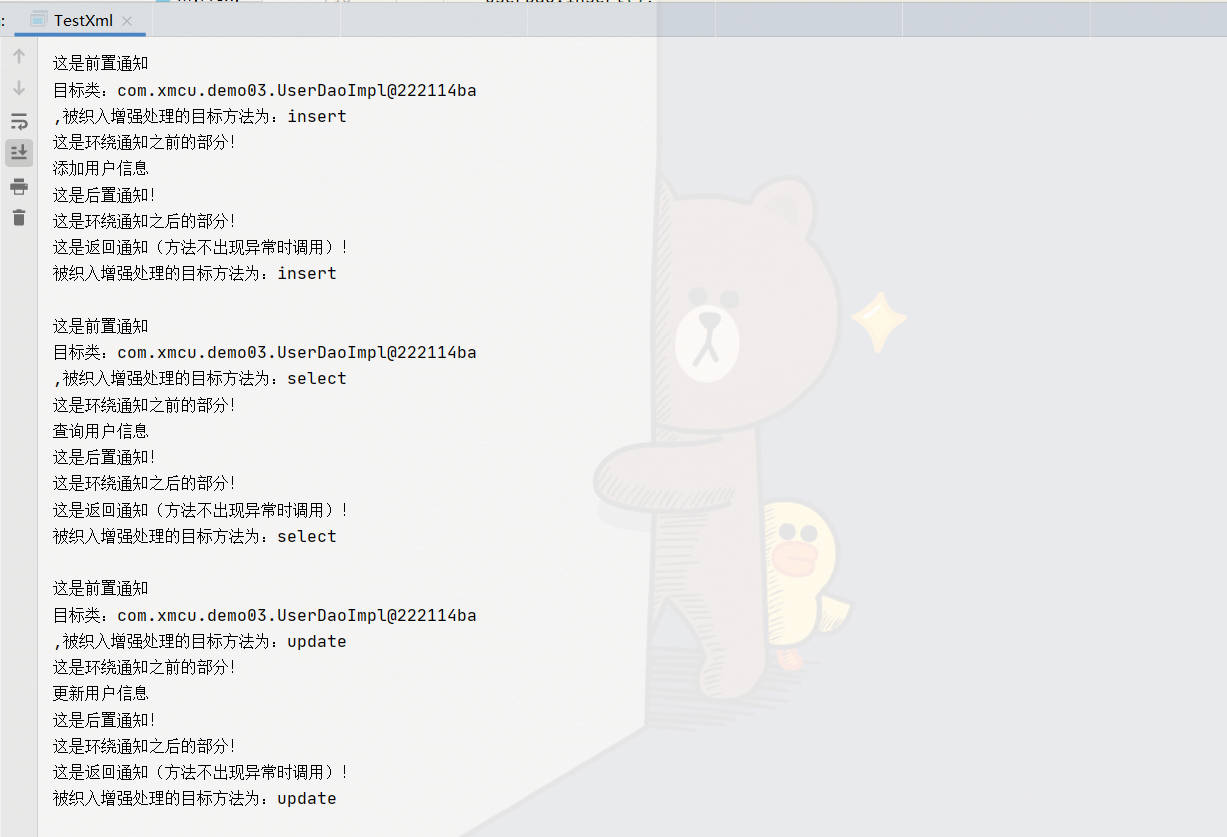 TestXml
这是前置通知
目标类：com.xmcu.demo03.UserDaoImpl@222114ba
,被织入增强处理的目标方法为：insert
这是环绕通知之前的部分！
添加用户信息
这是后置通知！
这是环绕通知之后的部分！
这是返回通知（方法不出现异常时调用）！
被织入增强处理的目标方法为：insert
这是前置通知
目标类：com.xmcu.demo03.UserDaoImpl@222114ba
,被织入增强处理的目标方法为：select
这是环绕通知之前的部分！
查询用户信息
这是后置通知！
这是环绕通知之后的部分！
这是返回通知（方法不出现异常时调用）！
被织入增强处理的目标方法为：select
这是前置通知
目标类：com.xmcu.demo03.UserDaoImpl@222114ba
,被织入增强处理的目标方法为：update
这是环绕通知之前的部分！
更新用户信息
这是后置通知！
这是环绕通知之后的部分！
这是返回通知（方法不出现异常时调用）！
被织入增强处理的目标方法为：update